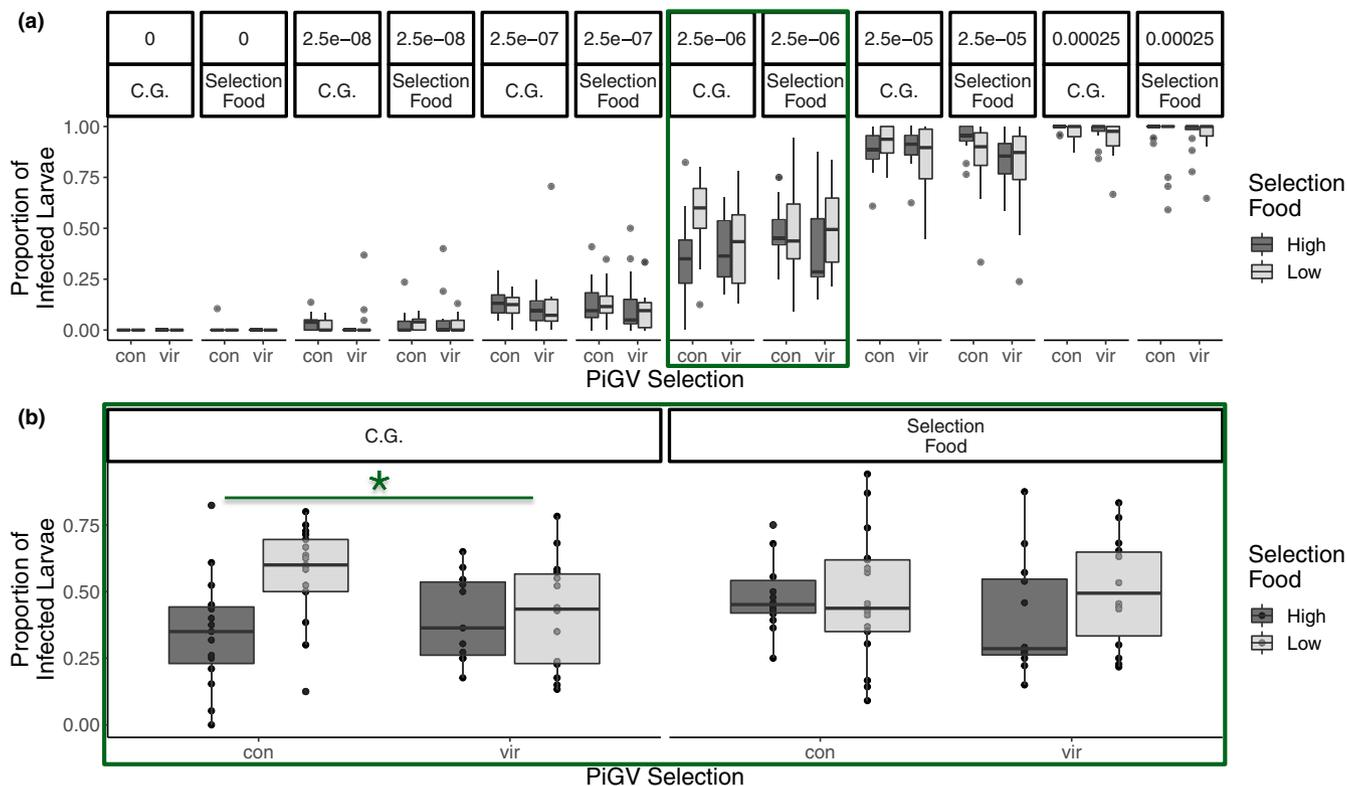 (a)
0 0 2.5e−08 2.5e−08 2.5e−07 2.5e−07 2.5e−06 2.5e−06 2.5e−05 2.5e−05 0.00025 0.00025
C.G. Selection Food C.G. Selection Food C.G. Selection Food C.G. Selection Food C.G. Selection Food C.G. Selection Food
Proportion of
Infected Larvae
1.00
0.75
0.50
0.25
0.00
con vir con vir con vir con vir con vir con vir con vir con vir con vir con vir con vir con vir
PiGV Selection
Selection
Food
High
Low
(b)
C.G.
Selection
Food
*
Proportion of
Infected Larvae
0.75
0.50
0.25
0.00
con vir con vir
PiGV Selection
Selection
Food
High
Low